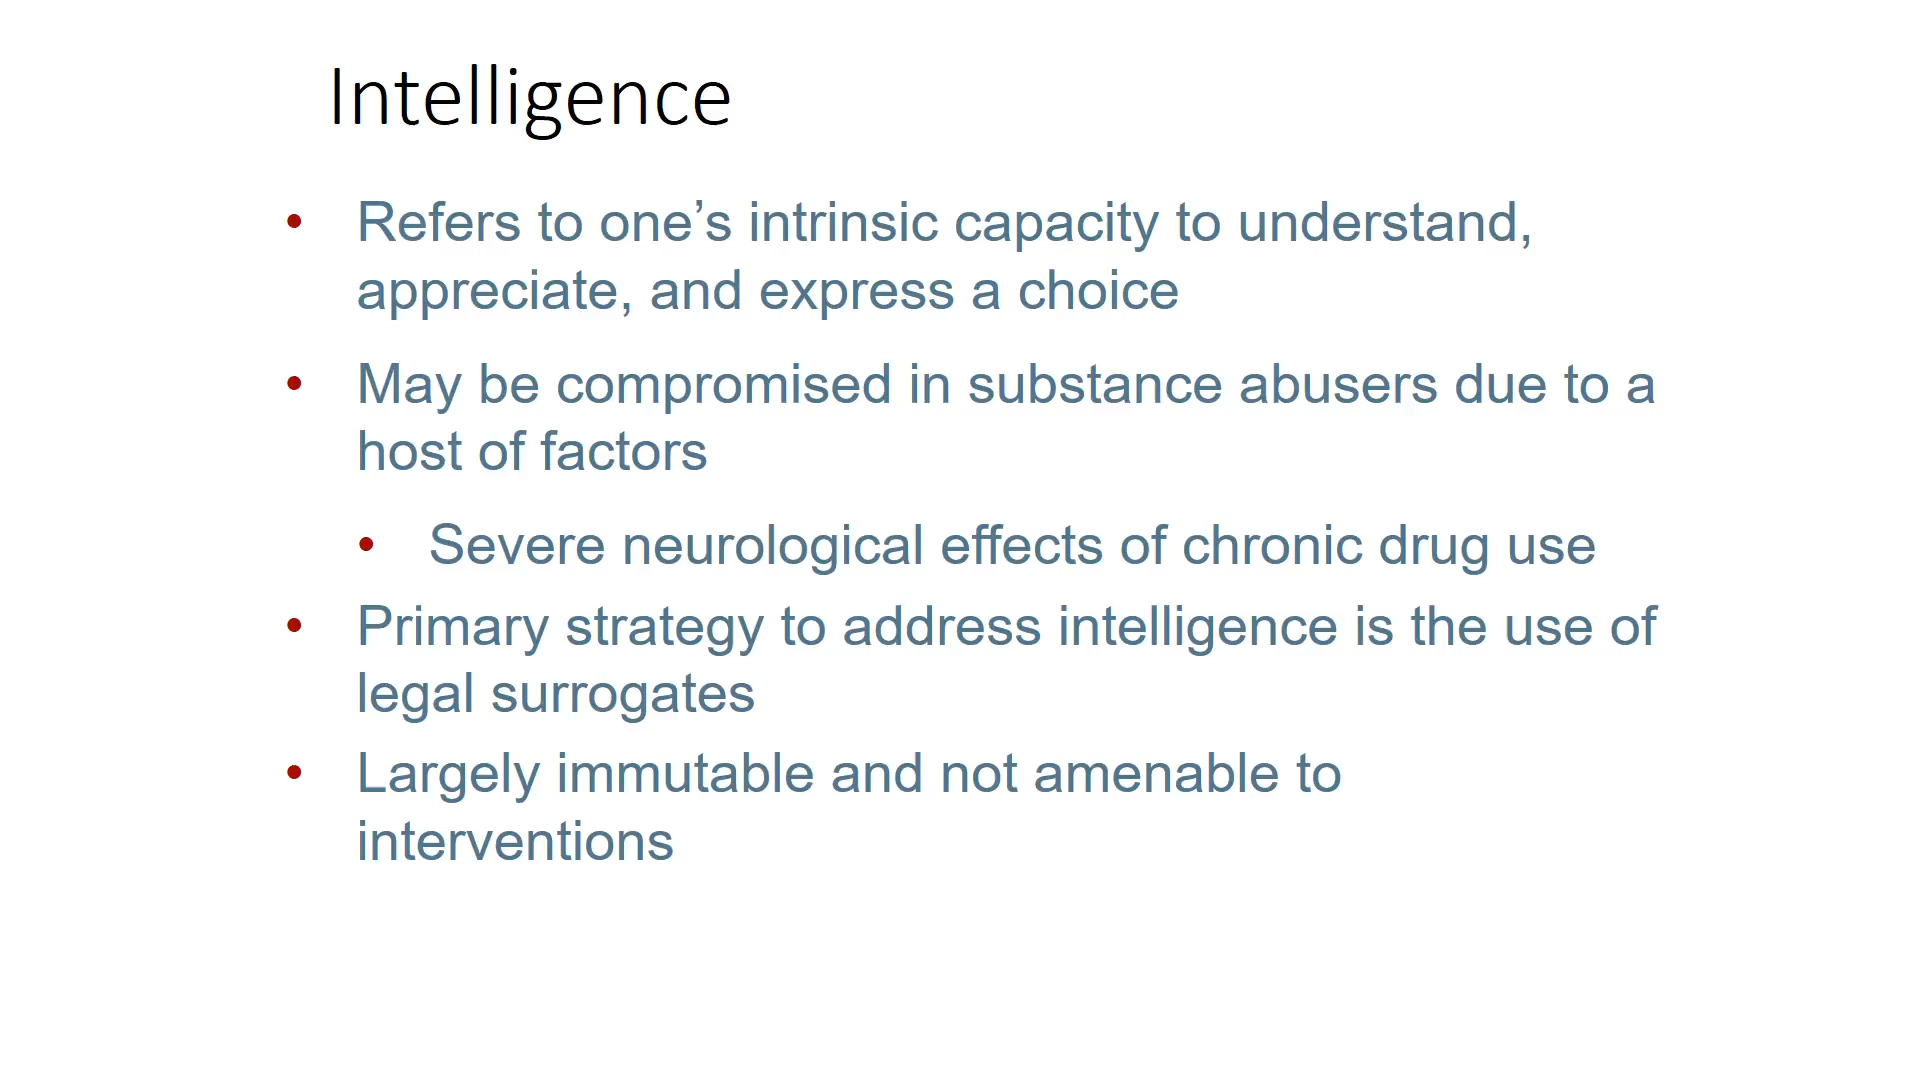 Intelligence
• Refers to one’s intrinsic capacity to understand,
appreciate, and express a choice
• May be compromised in substance abusers due to a
host of factors
• Severe neurological effects of chronic drug use
• Primary strategy to address intelligence is the use of
legal surrogates
• Largely immutable and not amenable to
interventions